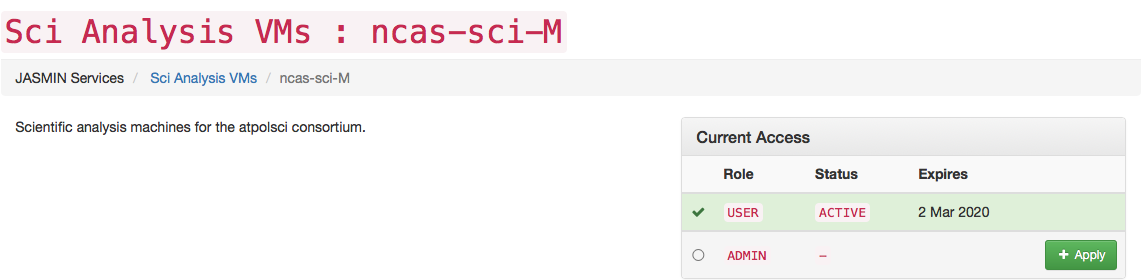 Sci Analysis VMs : ncas-sci-M
JASMIN Services / Sci Analysis VMs / ncas-sci-M
Scientific analysis machines for the atpolsci consortium.
Current Access
Role Status Expires
USER ACTIVE 2 Mar 2020
ADMIN – + Apply